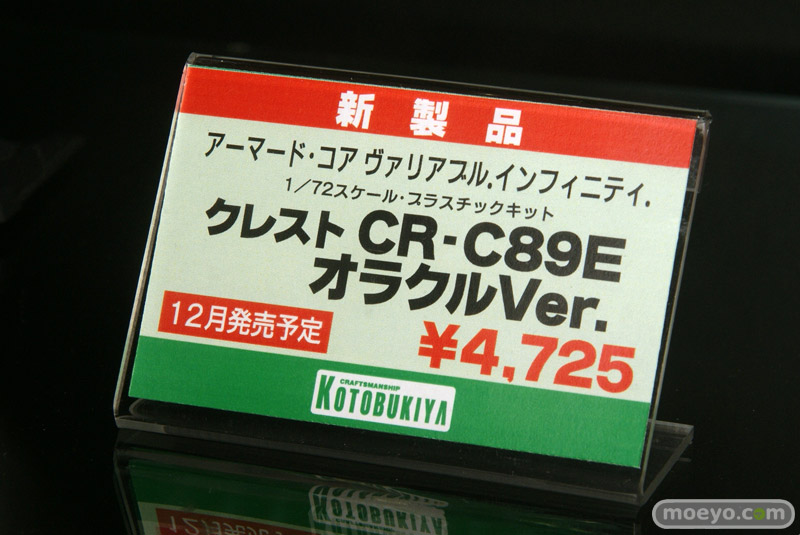 新製品
アーマード・コア ヴァリアブル.インフィニティ.
1/72スケール・プラスチックキット
クレスト CR-C89E
オラクルVer.
12月発売予定
¥4,725
CRAFTSMANSHIP
KOTOBUKIYA
moeyo.com